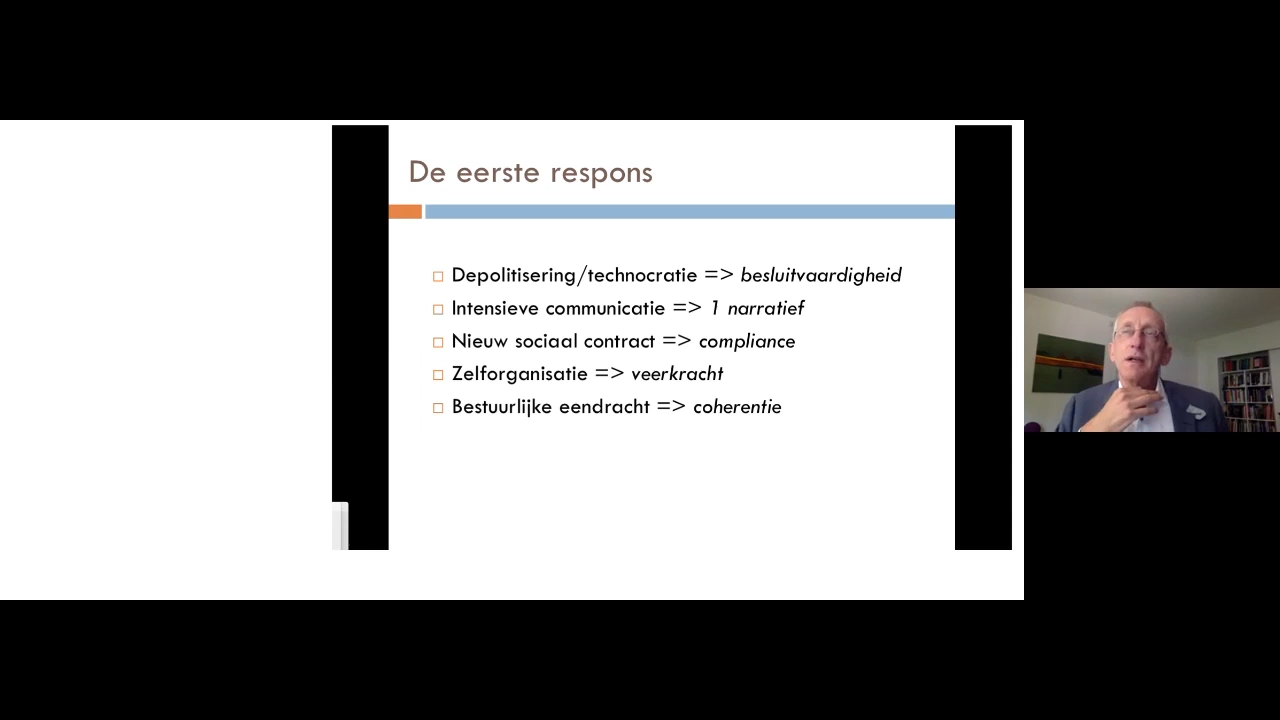 De eerste respons
Depolitisering/technocratie => besluitvaardigheid
Intensieve communicatie => 1 narratief
Nieuw sociaal contract => compliance
Zelforganisatie => veerkracht
Bestuurlijke eendracht => coherentie